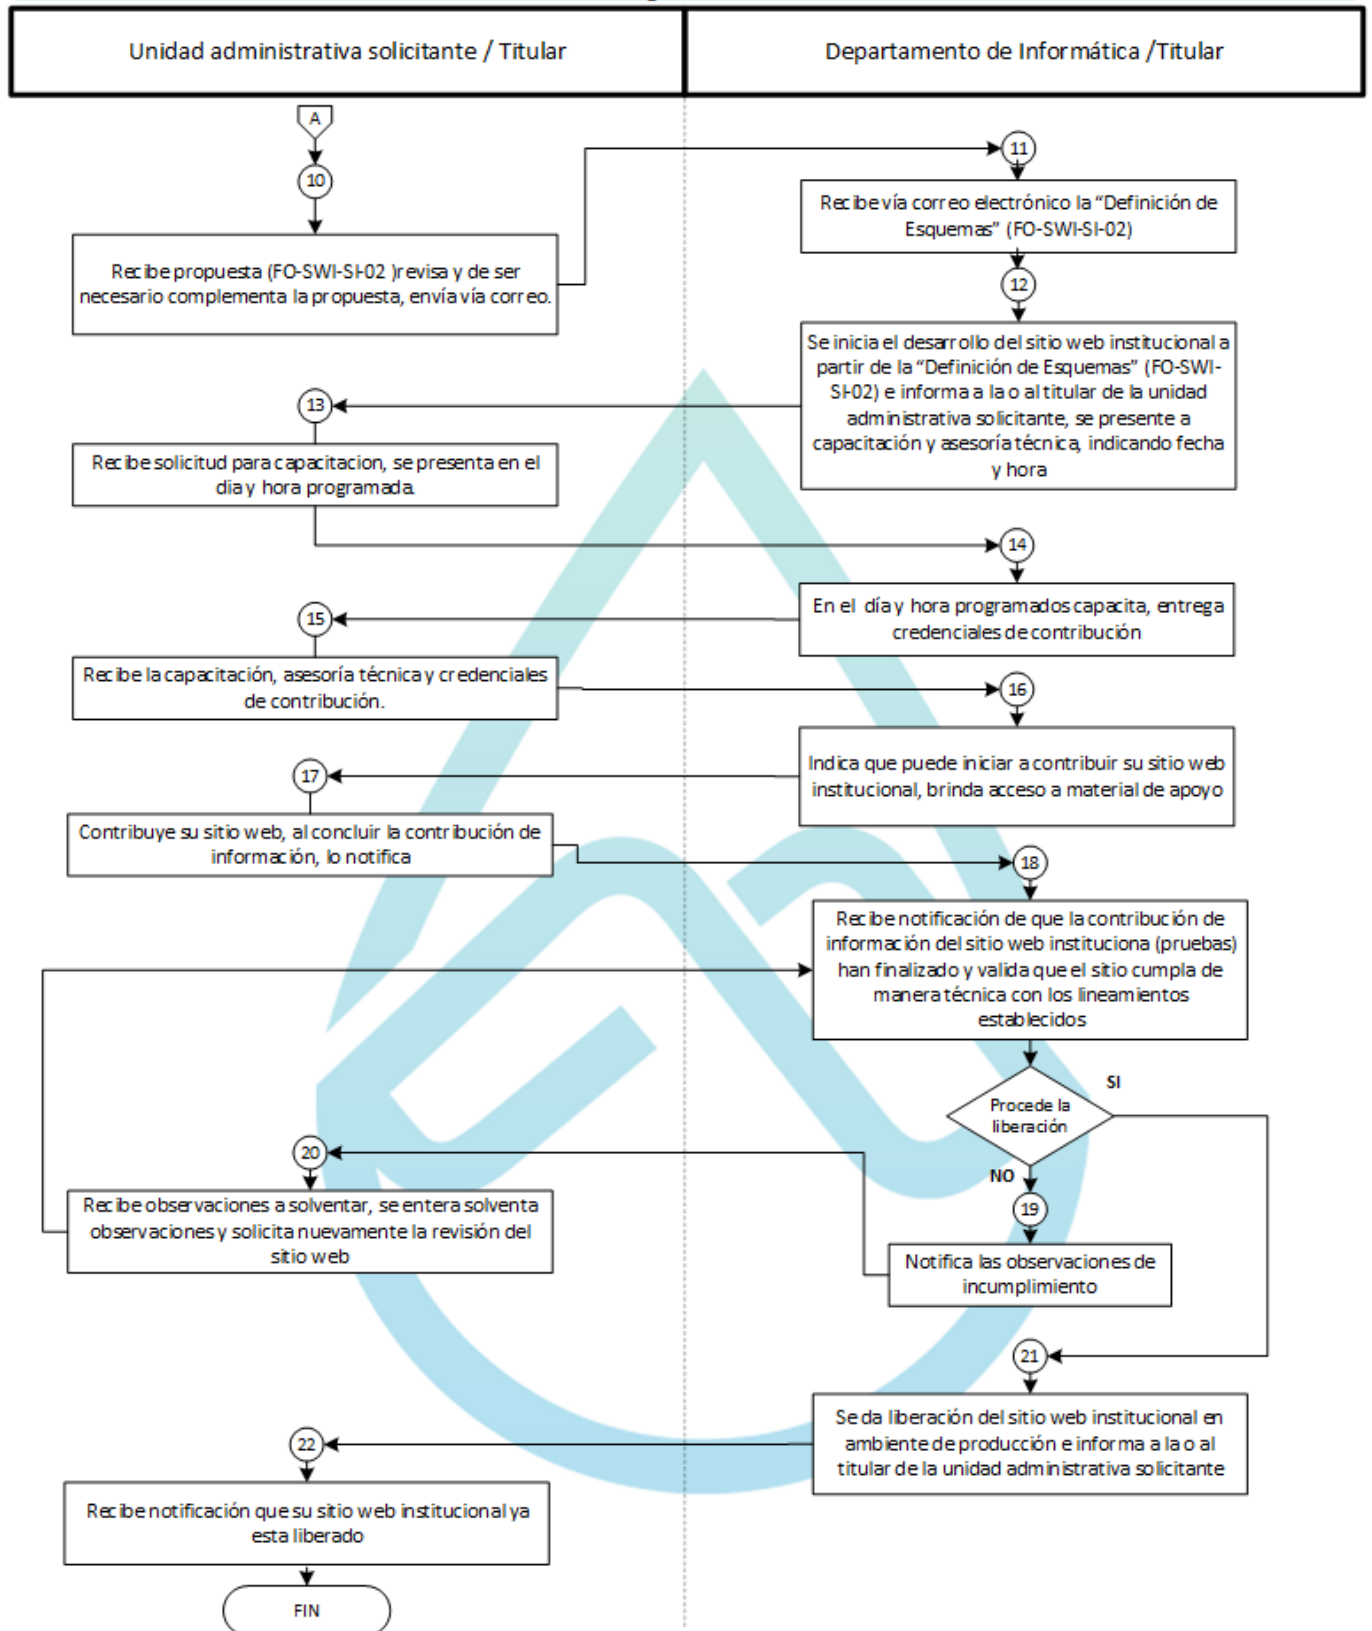 Unidad administrativa solicitante / Titular
Departamento de Informática /Titular
A
10
11
Recibe vía correo electrónico la “Definición de
Esquemas” (FO-SWI-SI-02)
Recibe propuesta (FO-SWI-SI-02 )revisa y de ser
necesario complementa la propuesta, envía vía correo.
12
Se inicia el desarrollo del sitio web institucional a
partir de la “Definición de Esquemas” (FO-SWI-
SI-02) e informa a la o al titular de la unidad
administrativa solicitante, se presente a
capacitación y asesoría técnica, indicando fecha
y hora
13
Recibe solicitud para capacitacion, se presenta en el
dia y hora programada.
14
En el día y hora programados capacita, entrega
credenciales de contribución
15
Recibe la capacitación, asesoría técnica y credenciales
de contribución.
16
Indica que puede iniciar a contribuir su sitio web
institucional, brinda acceso a material de apoyo
17
Contribuye su sitio web, al concluir la contribución de
información, lo notifica
18
Recibe notificación de que la contribución de
información del sitio web instituciona (pruebas)
han finalizado y valida que el sitio cumpla de
manera técnica con los lineamientos
establecidos
Procede la
liberación
SI
NO
19
Notifica las observaciones de
incumplimiento
20
Recibe observaciones a solventar, se entera solventa
observaciones y solicita nuevamente la revisión del
sitio web
21
Se da liberación del sitio web institucional en
ambiente de producción e informa a la o al
titular de la unidad administrativa solicitante
22
Recibe notificación que su sitio web institucional ya
esta liberado
FIN